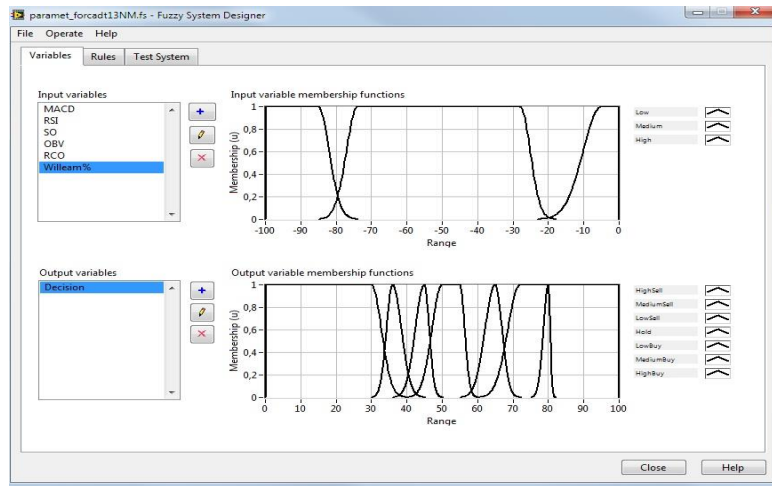 paramet_forcadt13NM.fs - Fuzzy System Designer
File Operate Help
Variables Rules Test System
Input variables
MACD
RSI
SO
OBV
RCO
Willearn%
Input variable membership functions
Membership (u)
1
0,8
0,6
0,4
0,2
0
-100 -90 -80 -70 -60 -50 -40 -30 -20 -10 0
Range
Low
Medium
High
Output variables
Decision
Output variable membership functions
Membership (u)
1
0,8
0,6
0,4
0,2
0
0 10 20 30 40 50 60 70 80 90 100
Range
HighSell
MediumSell
LowSell
Hold
LowBuy
MediumBuy
HighBuy
Close Help